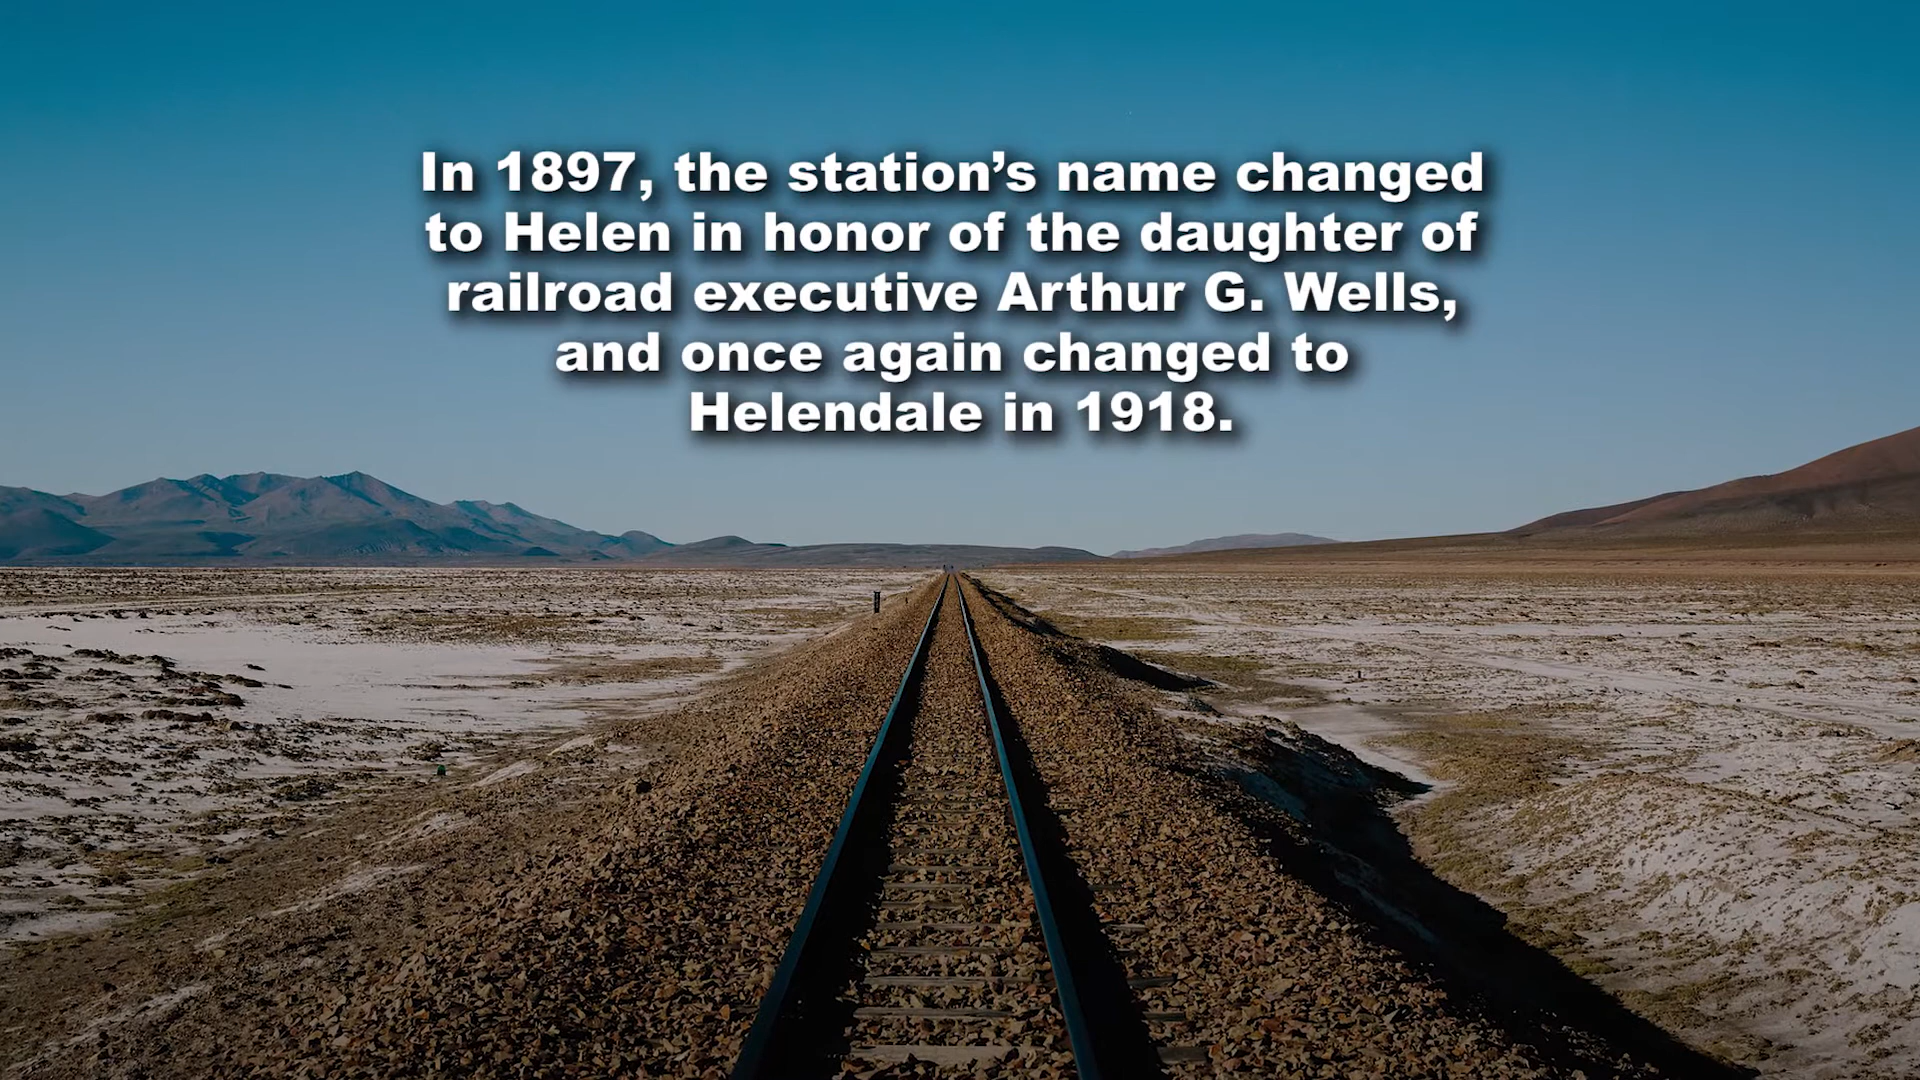 In 1897, the station’s name changed
to Helen in honor of the daughter of
railroad executive Arthur G. Wells,
and once again changed to
Helendale in 1918.